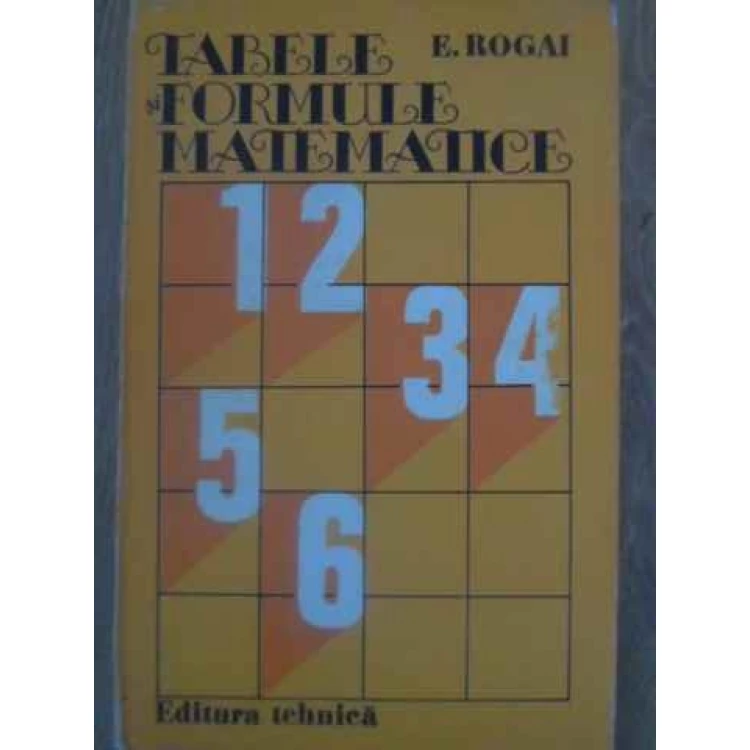 TABELE E. ROGAI
și FORMULE
MATEMATICE
1 2
3 4
5
6
Editura tehnică